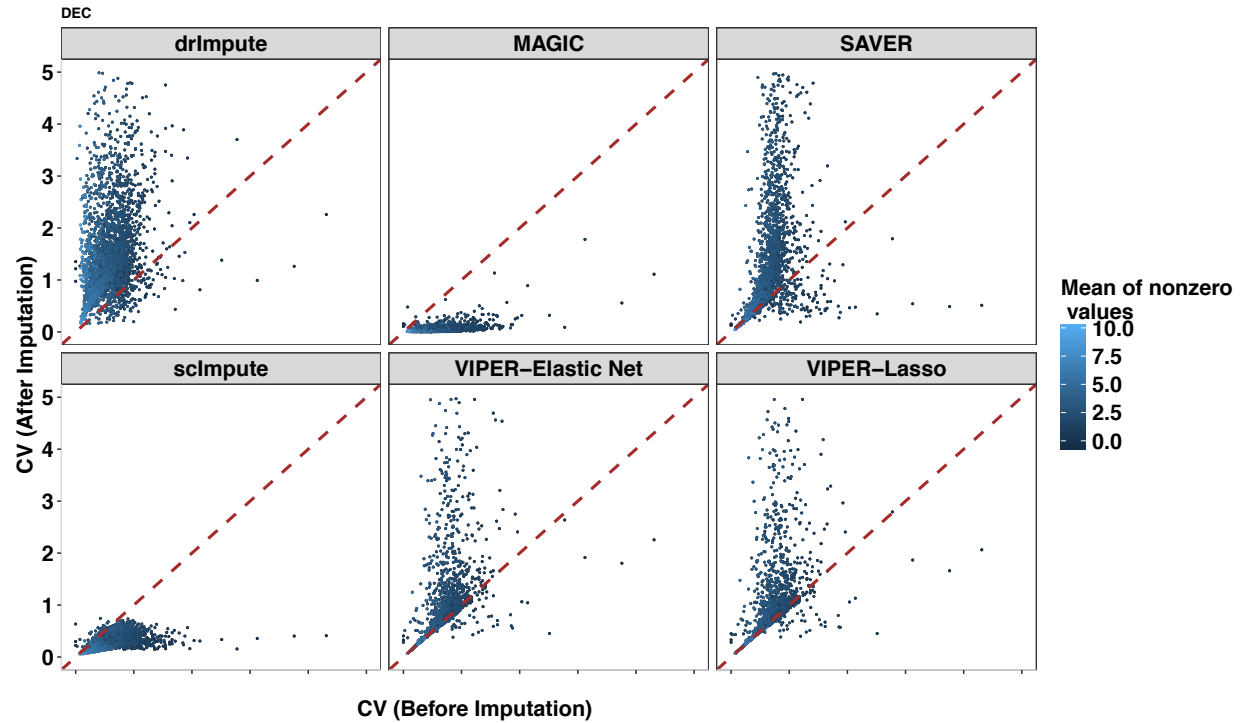 DEC
drImpute
MAGIC
SAVER
5
4
3
2
1
0
scImpute
VIPER−Elastic Net
VIPER−Lasso
5
4
3
2
1
0
CV (After Imputation)
CV (Before Imputation)
Mean of nonzero
values
10.0
7.5
5.0
2.5
0.0